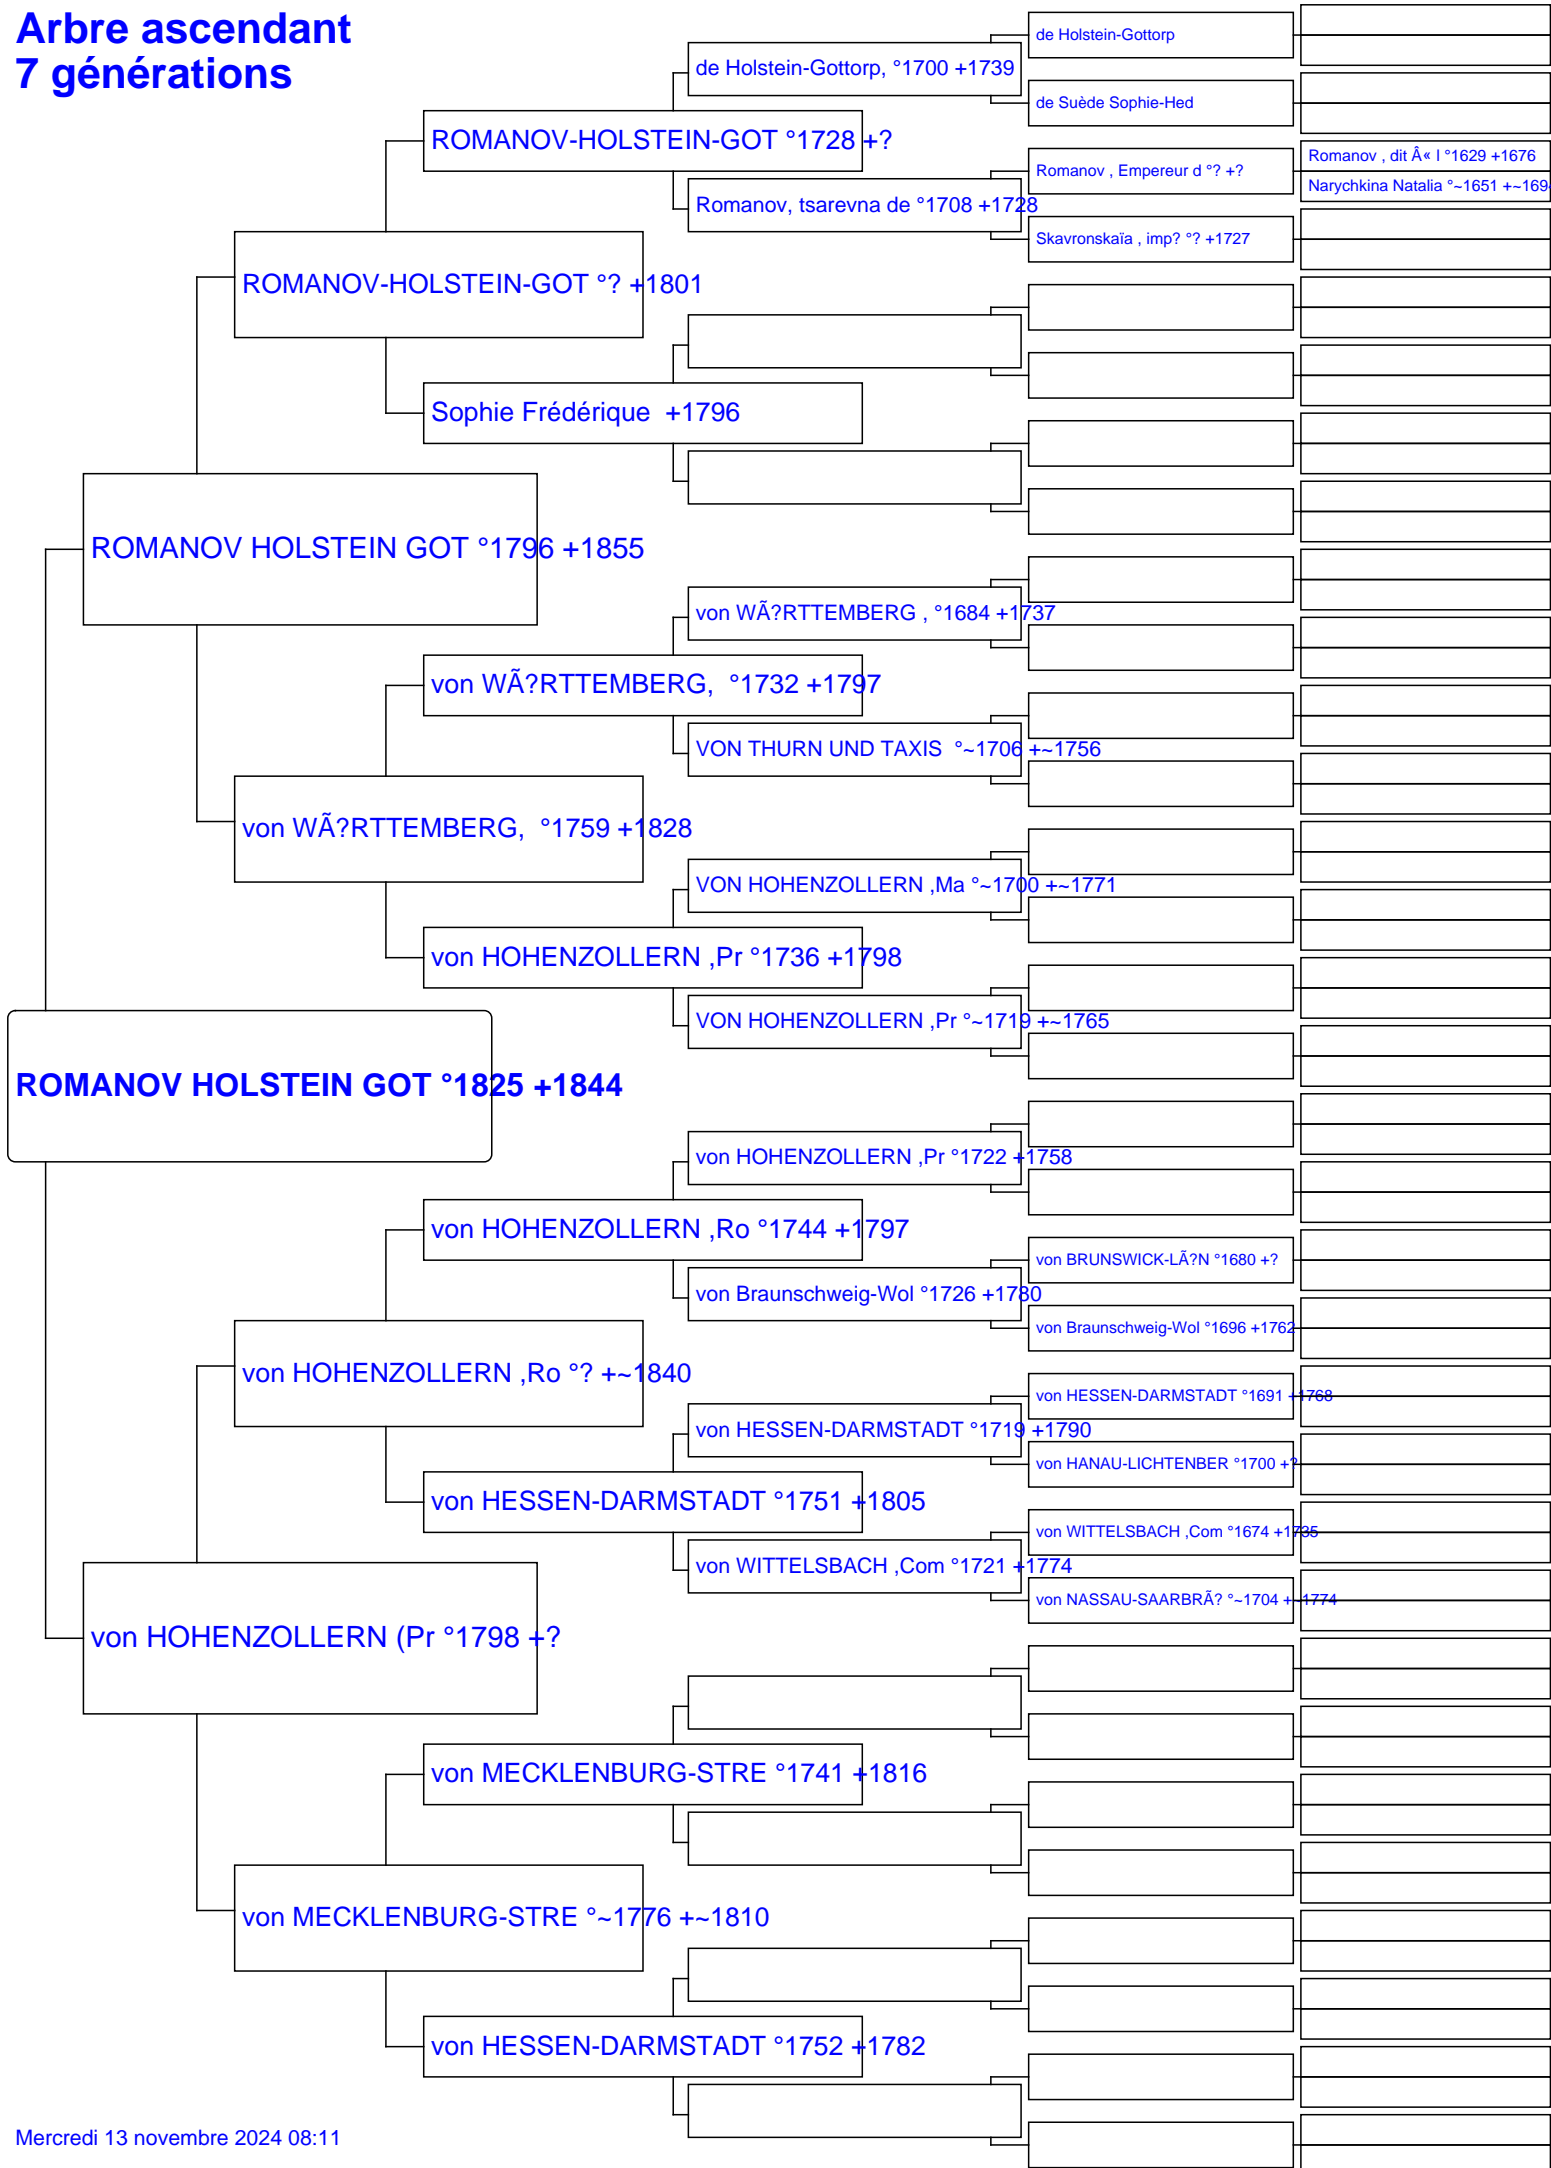 Arbre ascendant
7 générations
de Holstein-Gottorp
de Holstein-Gottorp, °1700 +1739
de Suède Sophie-Hed
ROMANOV-HOLSTEIN-GOT °1728 +?
Romanov , dit Â« l °1629 +1676
Romanov , Empereur d °? +?
Narychkina Natalia °~1651 +~169
Romanov, tsarevna de °1708 +1728
Skavronskaïa , imp? °? +1727
ROMANOV-HOLSTEIN-GOT °? +1801
Sophie Frédérique  +1796
ROMANOV HOLSTEIN GOT °1796 +1855
von WÃ?RTTEMBERG , °1684 +1737
von WÃ?RTTEMBERG,  °1732 +1797
VON THURN UND TAXIS  °~1706 +~1756
von WÃ?RTTEMBERG,  °1759 +1828
VON HOHENZOLLERN ,Ma °~1700 +~1771
von HOHENZOLLERN ,Pr °1736 +1798
VON HOHENZOLLERN ,Pr °~1719 +~1765
ROMANOV HOLSTEIN GOT °1825 +1844
von HOHENZOLLERN ,Pr °1722 +1758
von HOHENZOLLERN ,Ro °1744 +1797
von BRUNSWICK-LÃ?N °1680 +?
von Braunschweig-Wol °1726 +1780
von Braunschweig-Wol °1696 +1762
von HOHENZOLLERN ,Ro °? +~1840
von HESSEN-DARMSTADT °1691 +1768
von HESSEN-DARMSTADT °1719 +1790
von HANAU-LICHTENBER °1700 +?
von HESSEN-DARMSTADT °1751 +1805
von WITTELSBACH ,Com °1674 +1735
von WITTELSBACH ,Com °1721 +1774
von NASSAU-SAARBRÃ? °~1704 +~1774
von HOHENZOLLERN (Pr °1798 +?
von MECKLENBURG-STRE °1741 +1816
von MECKLENBURG-STRE °~1776 +~1810
von HESSEN-DARMSTADT °1752 +1782
Mercredi 13 novembre 2024 08:11